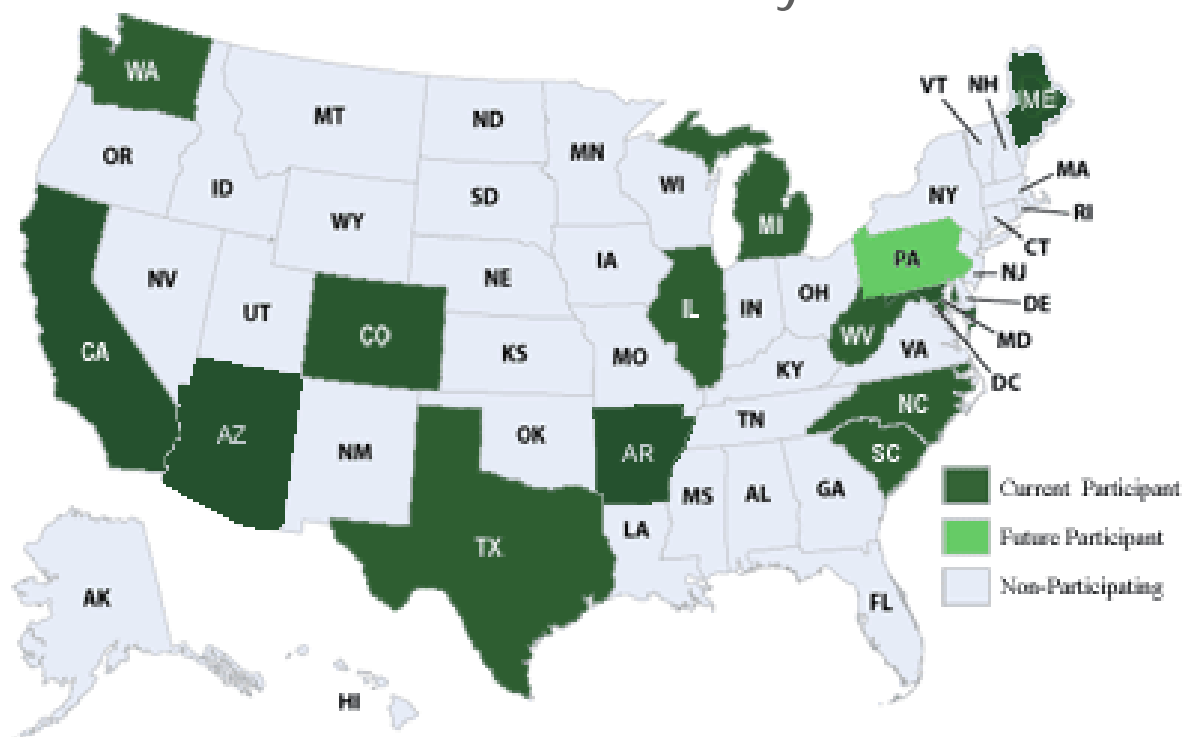 WA
MT
ND
MN
VT
NH
ME
OR
ID
SD
WI
MI
NY
MA
RI
CT
WY
IA
NE
PA
NJ
NV
UT
CO
IL
IN
OH
DE
MD
CA
KS
MO
WV
VA
KY
DC
AZ
NM
OK
AR
TN
NC
SC
MS
AL
GA
TX
LA
FL
AK
HI
Current Participant
Future Participant
Non-Participating